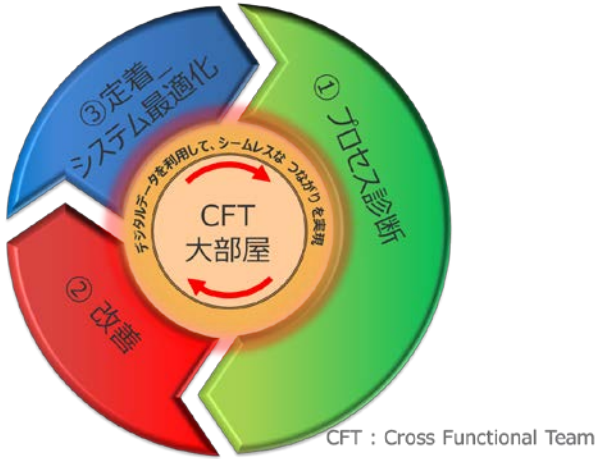 ① プロセス診断
② 改善
③定着_
システム最適化
デジタルデータを利用して、シームレスな つながりを実現
CFT
大部屋
CFT : Cross Functional Team